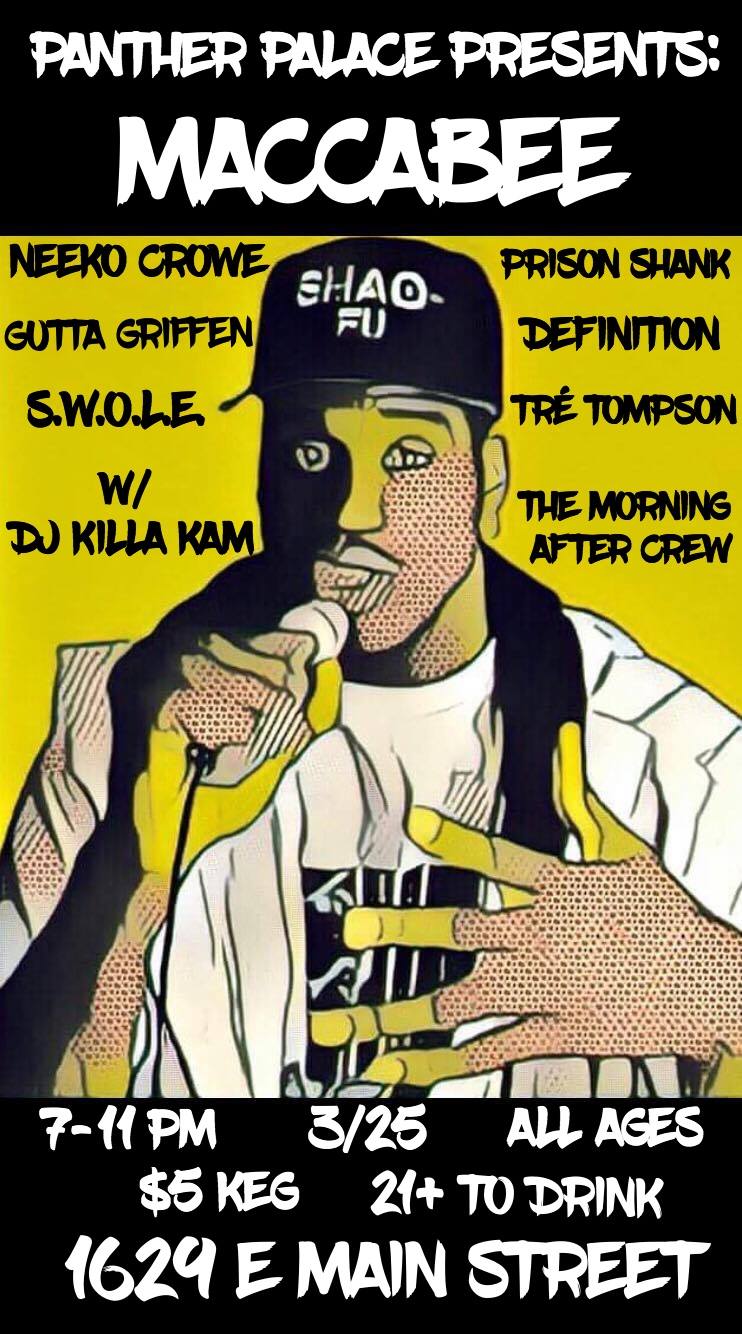 PANTHER PALACE PRESENTS:
MACCABEE
NEEKO CROWE
GUTTA GRIFFEN
S.W.O.L.E.
W/
DJ KILLA KAM
SHAO-
FU
PRISON SHANK
DEFINITION
TRÉ TOMPSON
THE MORNING
AFTER CREW
7-11 PM 3/25 ALL AGES
$5 KEG 21+ TO DRINK
1629 E MAIN STREET